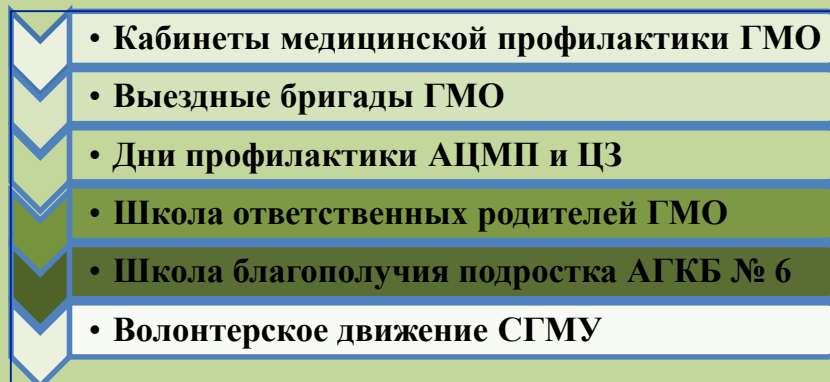 • Кабинеты медицинской профилактики ГМО
• Выездные бригады ГМО
• Дни профилактики АЦМП и ЦЗ
• Школа ответственных родителей ГМО
• Школа благополучия подростка АГКБ № 6
• Волонтерское движение СГМУ